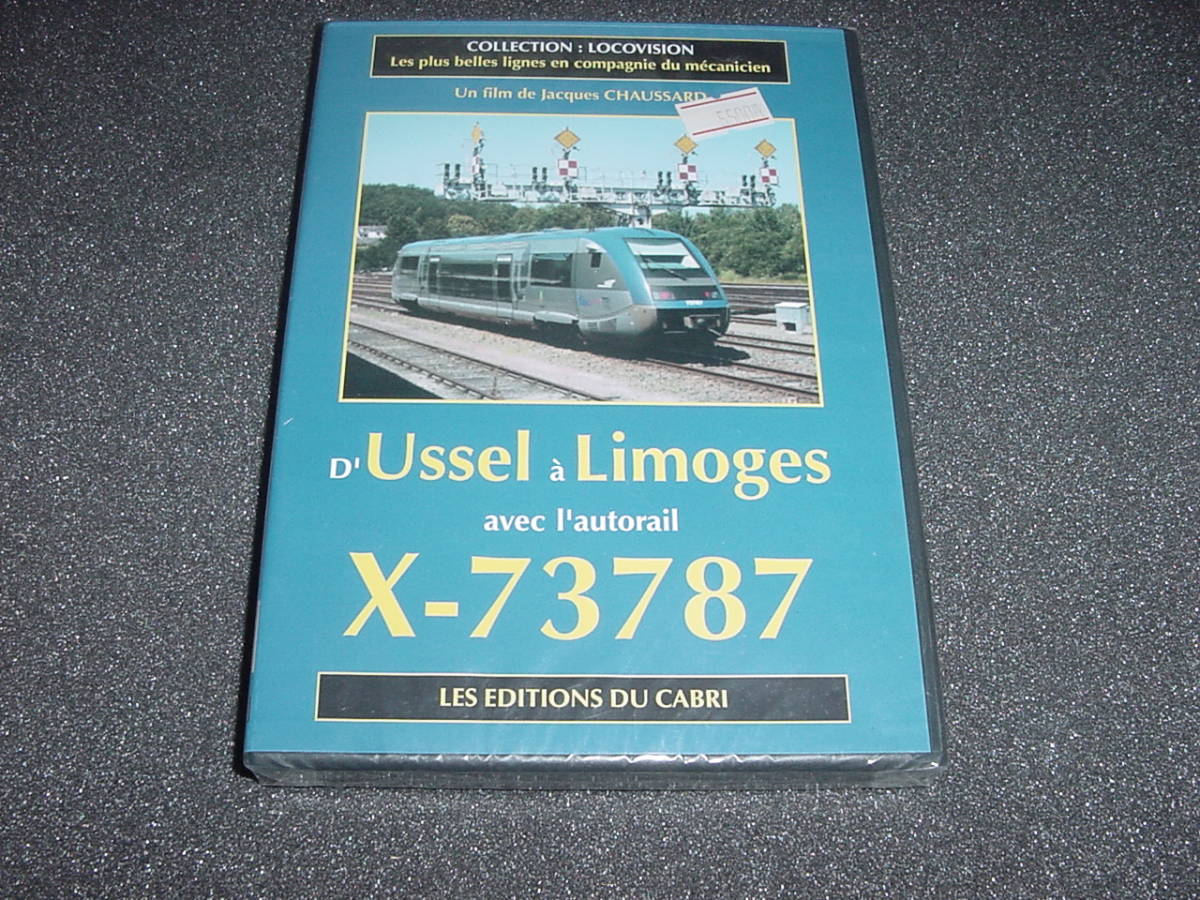 COLLECTION : LOCOVISION
Les plus belles lignes en compagnie du mécanicien
Un film de Jacques CHAUSSARD
D'Ussel à Limoges
avec l'autorail
X-73787
LES EDITIONS DU CABRI